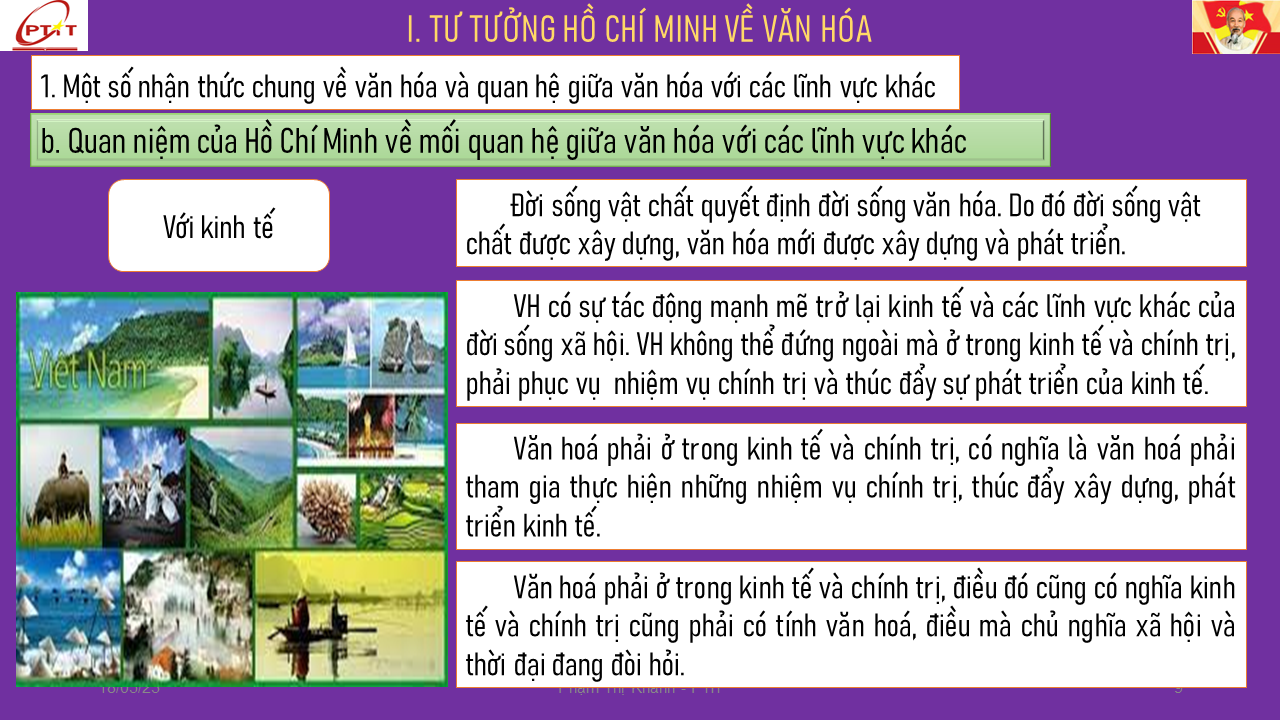 PTIT
I. TƯ TƯỞNG HỒ CHÍ MINH VỀ VĂN HÓA
1. Một số nhận thức chung về văn hóa và quan hệ giữa văn hóa với các lĩnh vực khác
b. Quan niệm của Hồ Chí Minh về mối quan hệ giữa văn hóa với các lĩnh vực khác
Với kinh tế
Đời sống vật chất quyết định đời sống văn hóa. Do đó đời sống vật
chất được xây dựng, văn hóa mới được xây dựng và phát triển.
VH có sự tác động mạnh mẽ trở lại kinh tế và các lĩnh vực khác của
đời sống xã hội. VH không thể đứng ngoài mà ở trong kinh tế và chính trị,
phải phục vụ nhiệm vụ chính trị và thúc đẩy sự phát triển của kinh tế.
Việt Nam
Văn hoá phải ở trong kinh tế và chính trị, có nghĩa là văn hoá phải
tham gia thực hiện những nhiệm vụ chính trị, thúc đẩy xây dựng, phát
triển kinh tế.
Văn hoá phải ở trong kinh tế và chính trị, điều đó cũng có nghĩa kinh
tế và chính trị cũng phải có tính văn hoá, điều mà chủ nghĩa xã hội và
thời đại đang đòi hỏi.